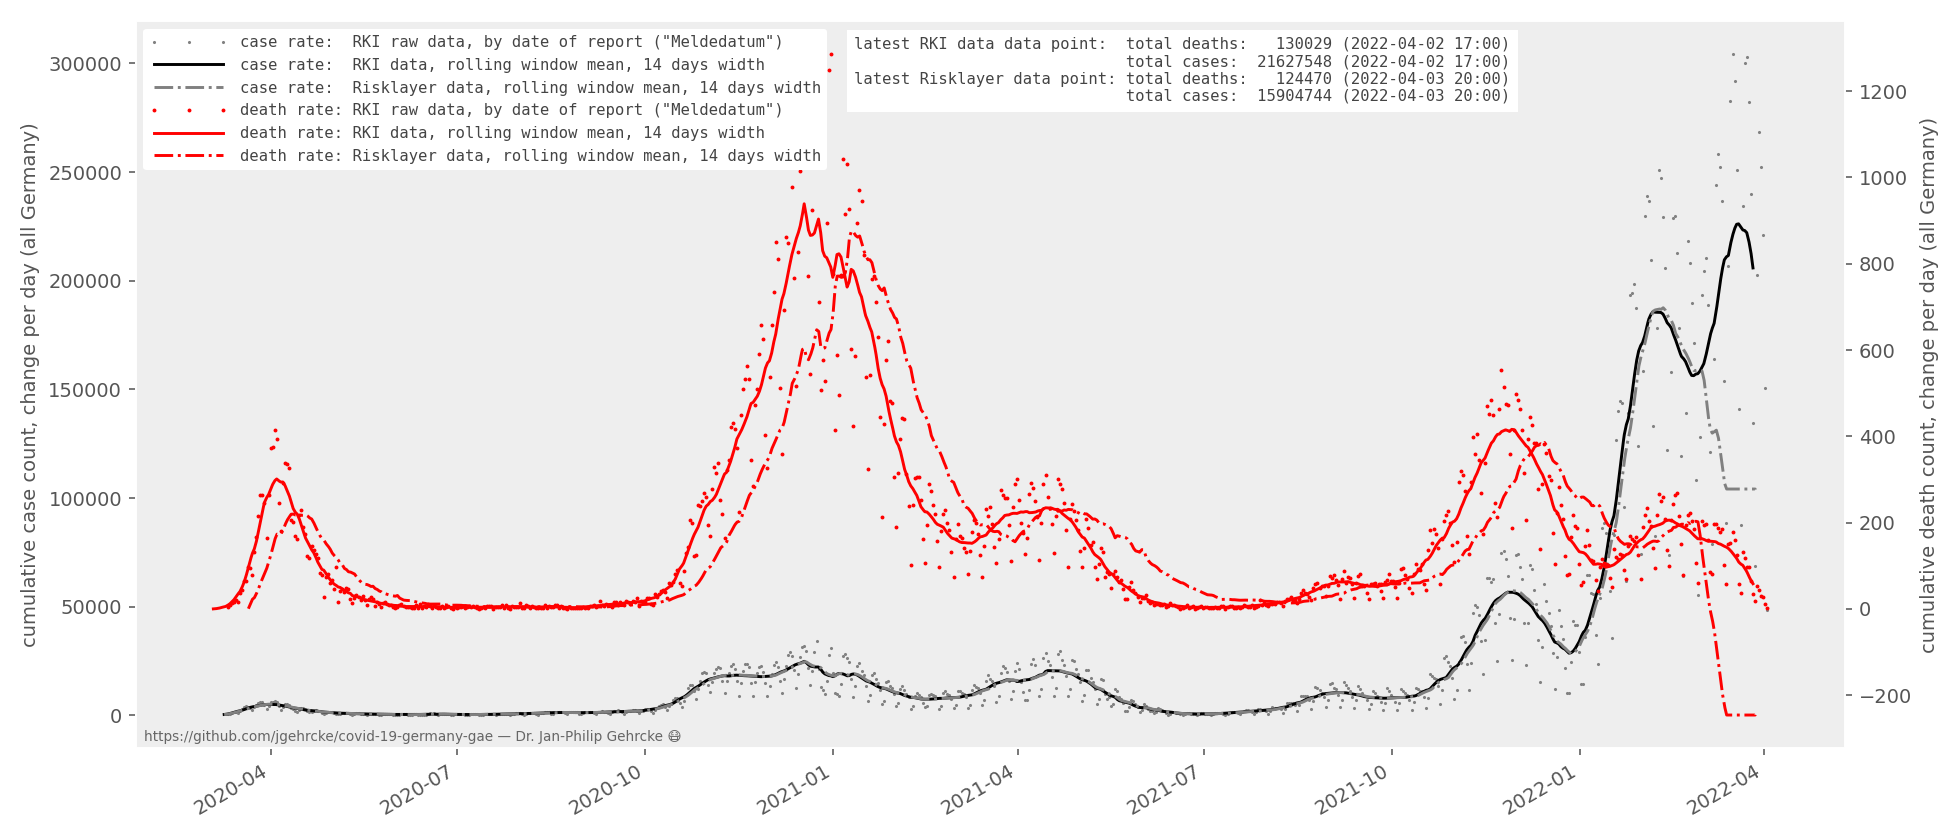 case rate:  RKI raw data, by date of report ("Meldedatum")
case rate:  RKI data, rolling window mean, 14 days width
case rate:  Risklayer data, rolling window mean, 14 days width
death rate: RKI raw data, by date of report ("Meldedatum")
death rate: RKI data, rolling window mean, 14 days width
death rate: Risklayer data, rolling window mean, 14 days width
latest RKI data data point:  total deaths:   130029 (2022-04-02 17:00)
total cases:  21627548 (2022-04-02 17:00)
latest Risklayer data point: total deaths:   124470 (2022-04-03 20:00)
total cases:  15904744 (2022-04-03 20:00)
cumulative case count, change per day (all Germany)
300000
250000
200000
150000
100000
50000
0
1200
1000
800
600
400
200
0
−200
cumulative death count, change per day (all Germany)
https://github.com/jgehrcke/covid-19-germany-gae — Dr. Jan-Philip Gehrcke 😷
2020-04
2020-07
2020-10
2021-01
2021-04
2021-07
2021-10
2022-01
2022-04